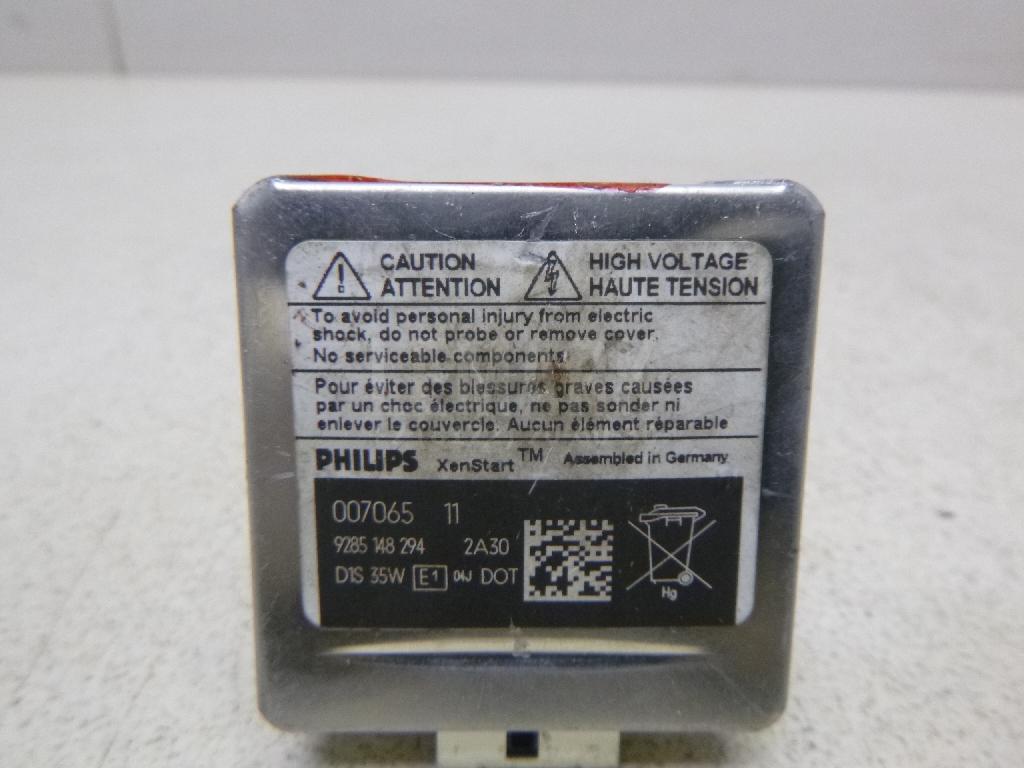 CAUTION
ATTENTION
HIGH VOLTAGE
HAUTE TENSION
To avoid personal injury from electric
shock, do not probe or remove cover.
No serviceable components
Pour éviter des blessures graves causées
par un choc électrique, ne pas sonder ni
enlever le couvercle. Aucun élément réparable
PHILIPS XenStart™ Assembled in Germany
007065 11
9285 148 294 2A30
D1S 35W E1 04J DOT
Hg